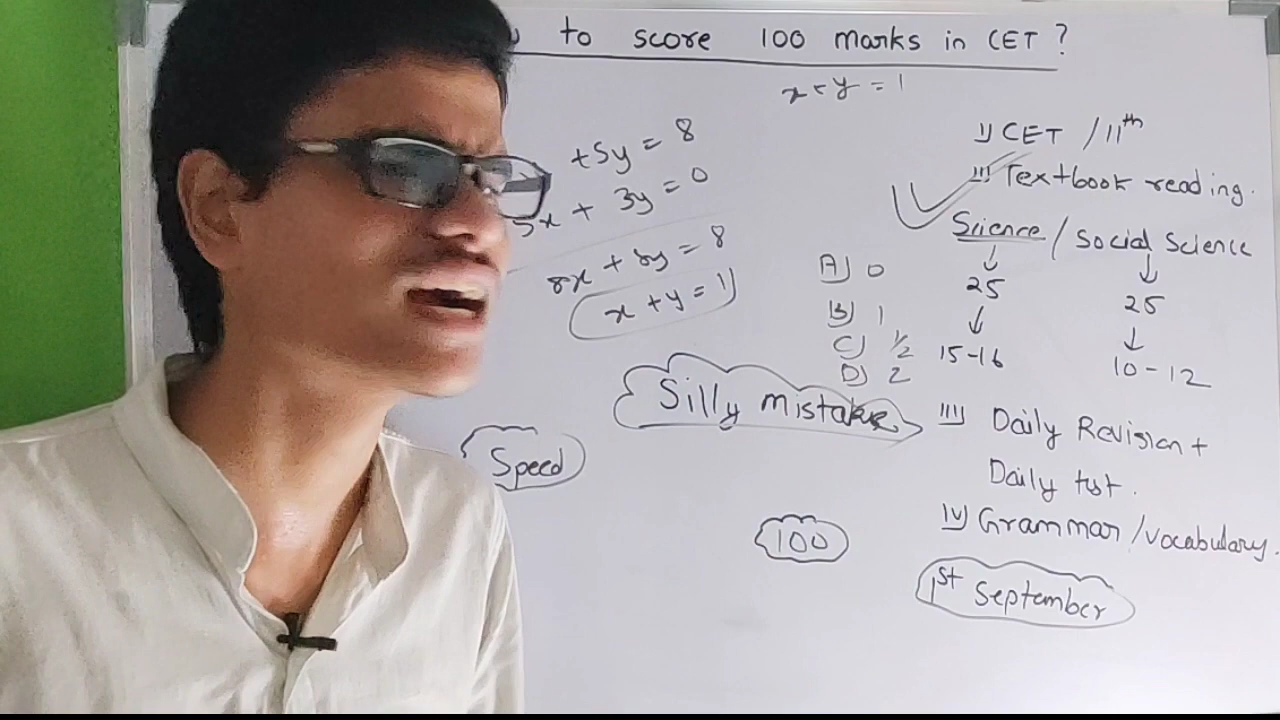 to score 100 marks in CET ?
x + y = 1
+5y = 8
5x + 3y = 0
8x + 8y = 8
x + y = 1
A) 0
B) 1
C) 1/2
D) 2
I) CET / 11th
II) Textbook reading.
Science / Social Science
25 25
15-16 10-12
Silly mistake
Speed
100
III) Daily Revision +
Daily test.
IV) Grammar / vocabulary.
1st September